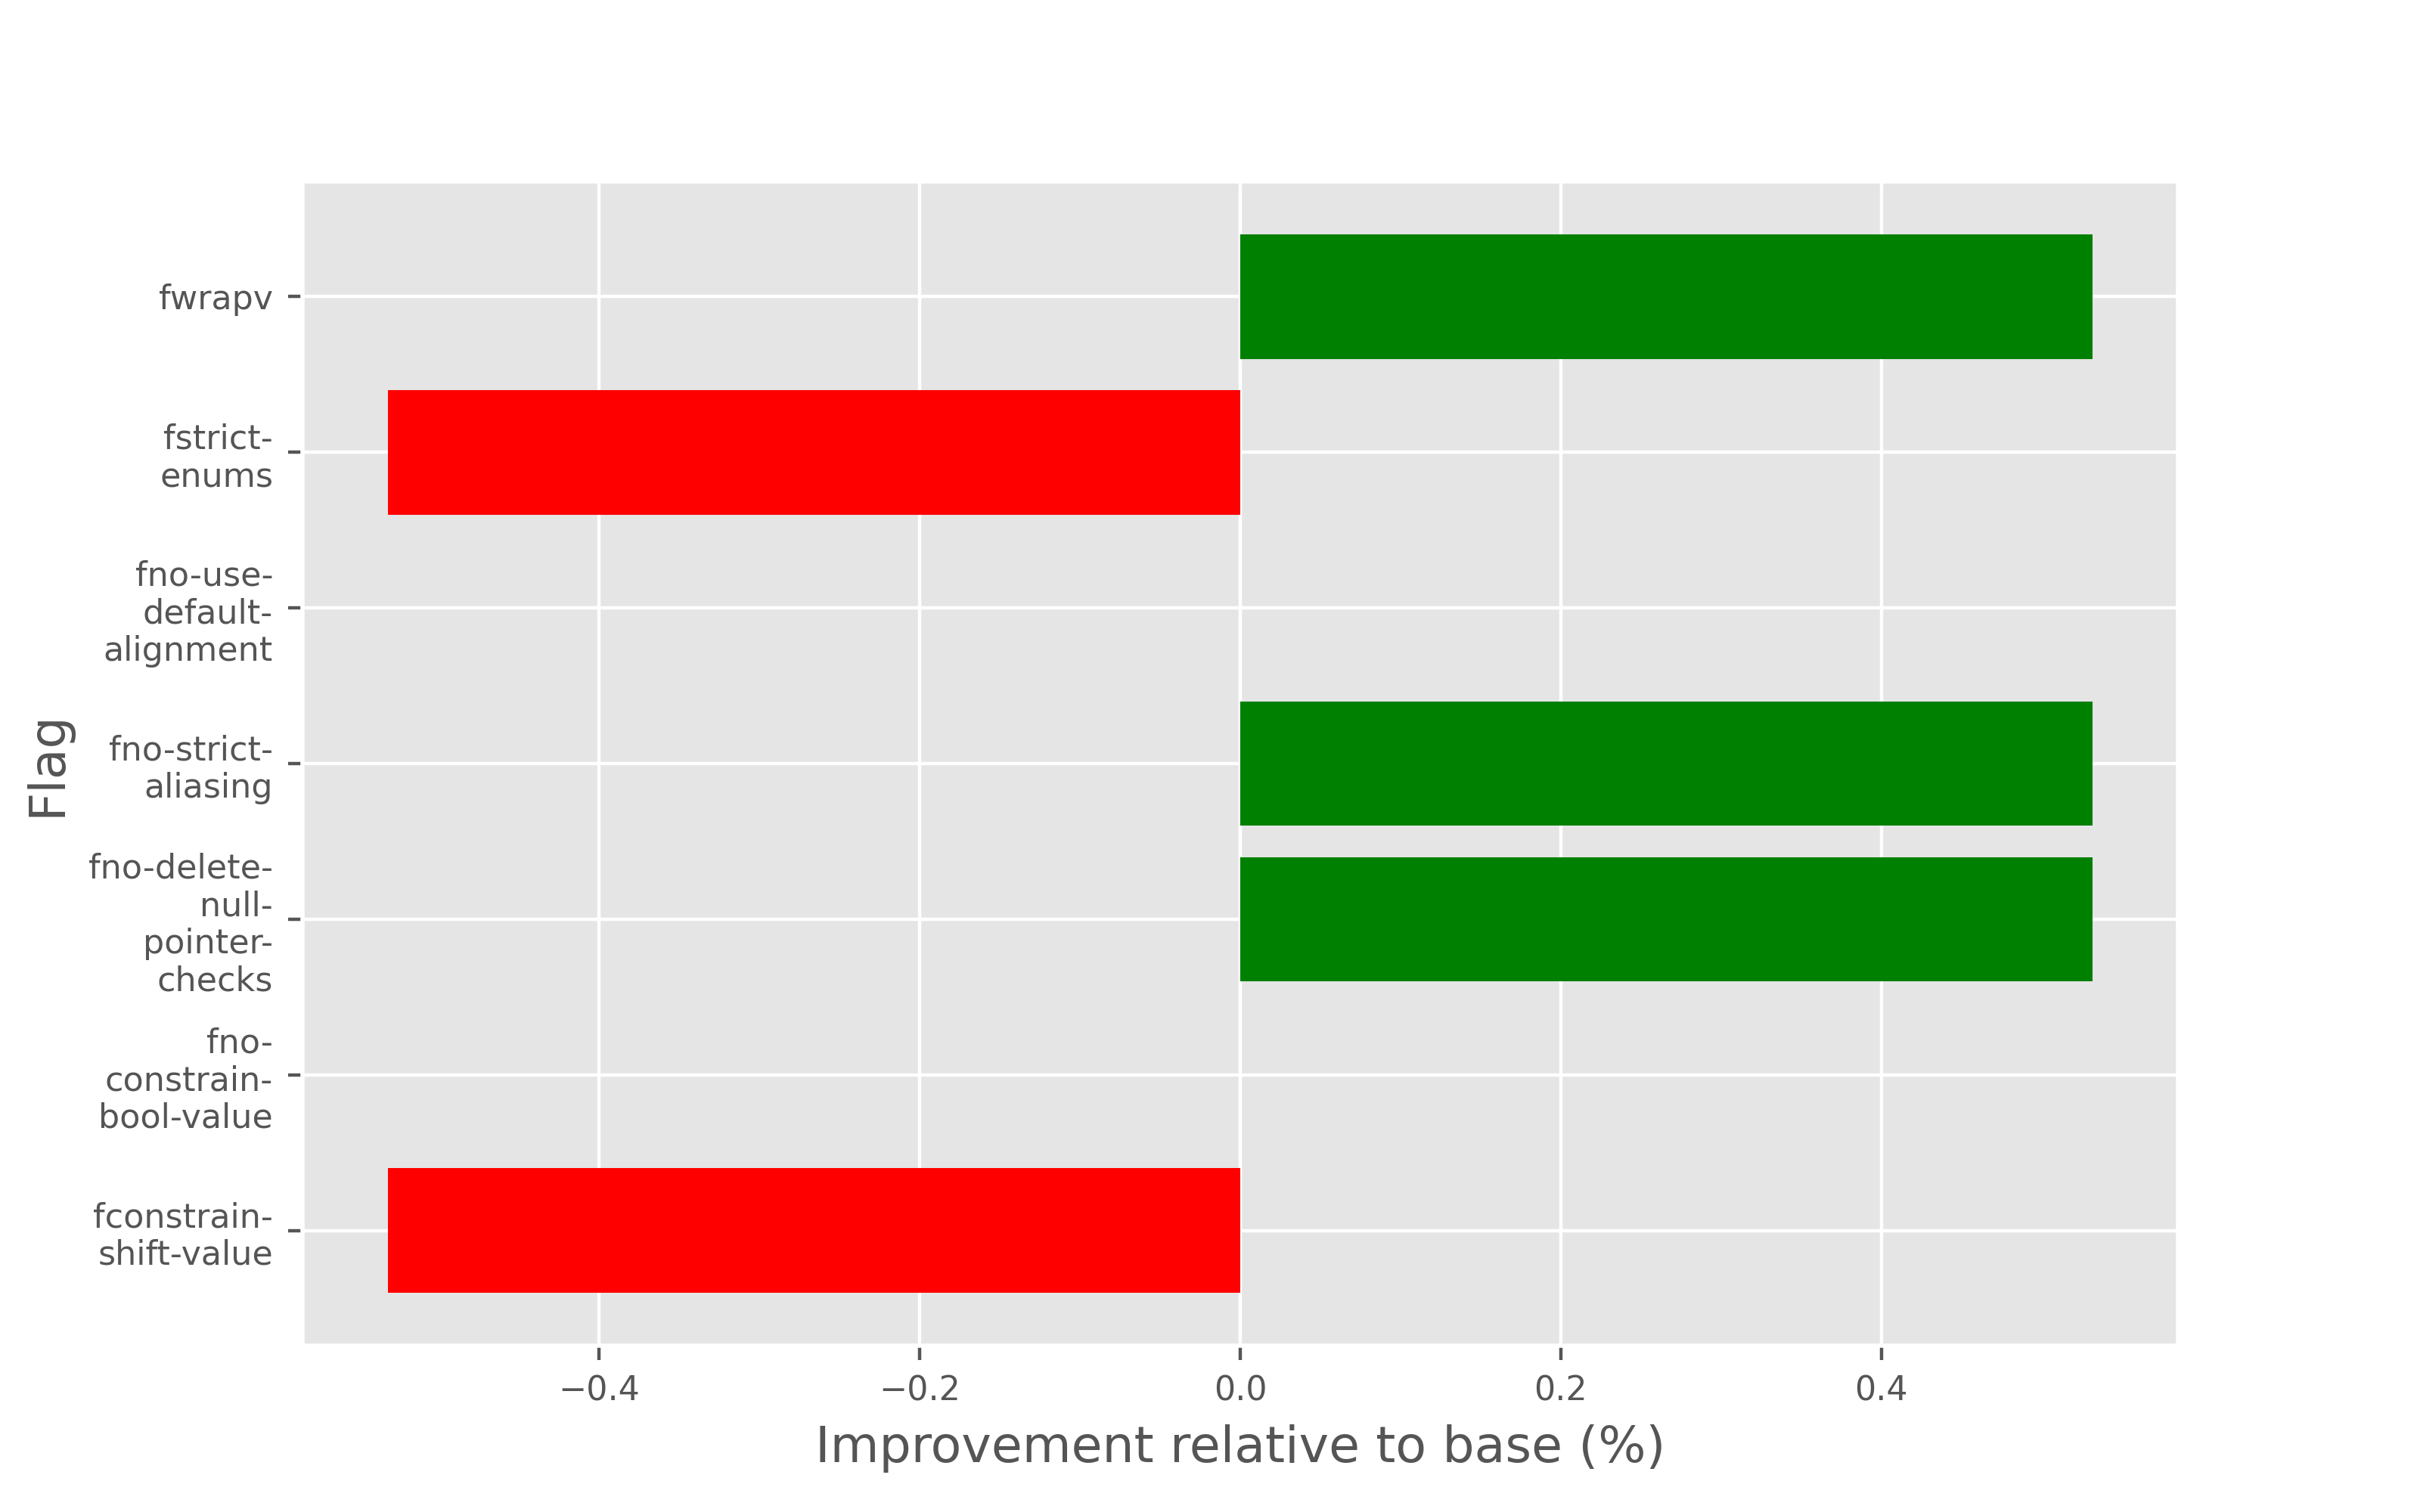 fwrapv
fstrict-
enums
fno-use-
default-
alignment
fno-strict-
aliasing
fno-delete-
null-
pointer-
checks
fno-
constrain-
bool-value
fconstrain-
shift-value
Flag
−0.4 −0.2 0.0 0.2 0.4
Improvement relative to base (%)